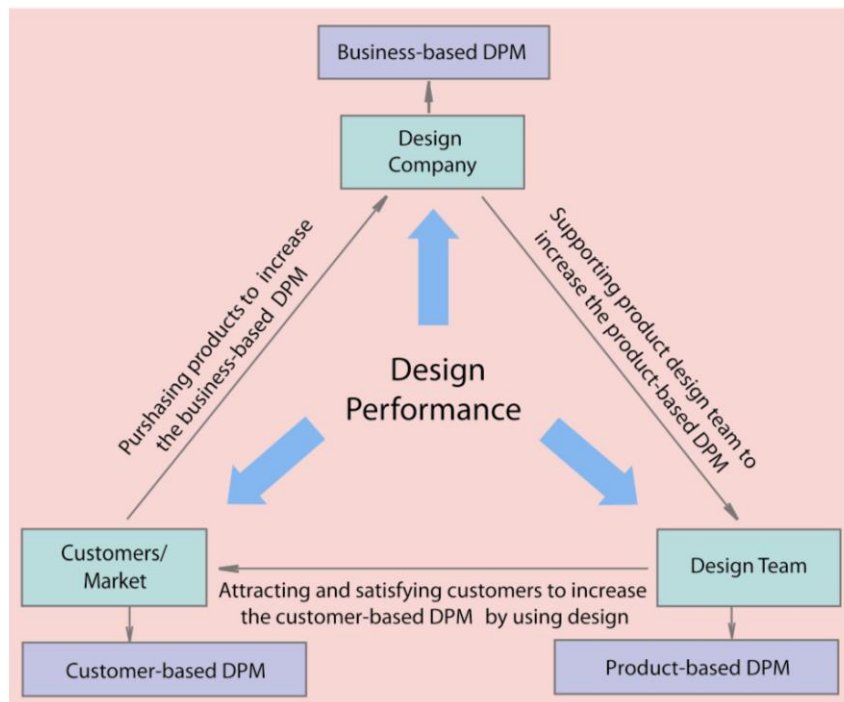 Business-based DPM
Design
Company
Purshasing products to increase
the business-based DPM
Supporting product design team to
increase the product-based DPM
Design
Performance
Customers/
Market
Attracting and satisfying customers to increase
the customer-based DPM by using design
Design Team
Customer-based DPM
Product-based DPM